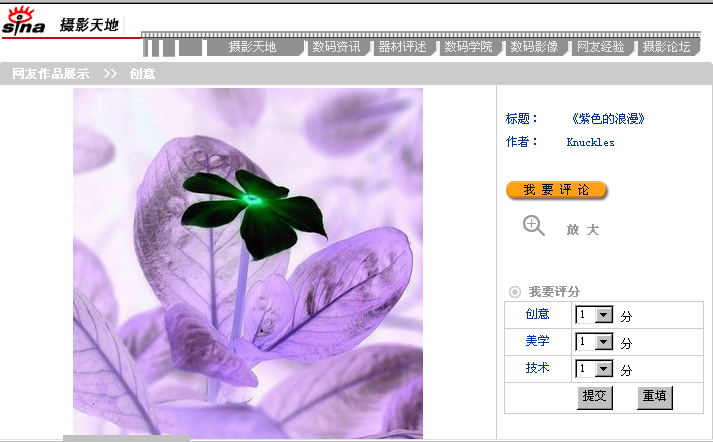 sina 摄影天地
摄影天地 数码资讯 器材评述 数码学院 数码影像 网友经验 摄影论坛
网友作品展示 >> 创意
标题： 《紫色的浪漫》
作者： Knuckles
我要评论
放大
我要评分
创意 1 分
美学 1 分
技术 1 分
提交 重填